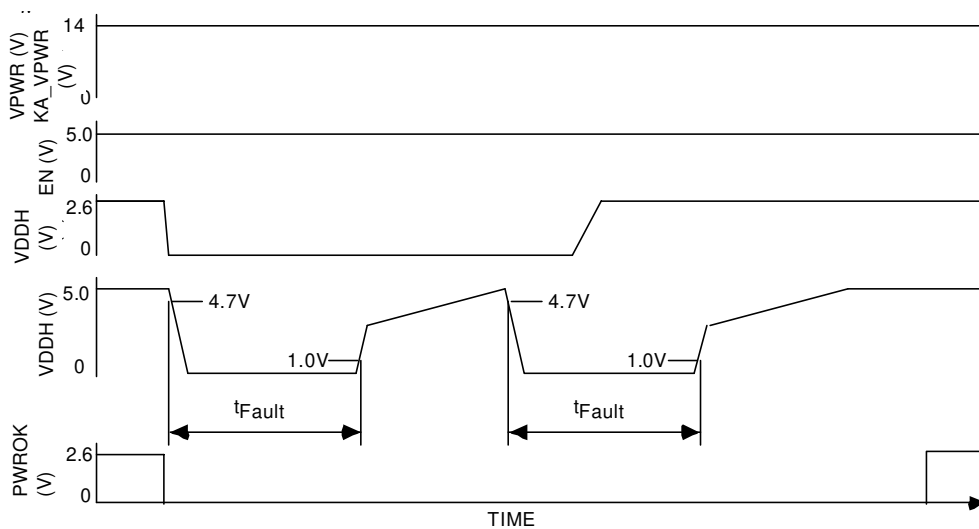 ..
14
VPWR (V)
KA_VPWR
(V)
0
5.0
EN (V)
0
2.6
VDDH
(V)
0
5.0
VDDH (V)
4.7V
1.0V
4.7V
1.0V
0
tFault
tFault
2.6
PWROK
(V)
0
TIME